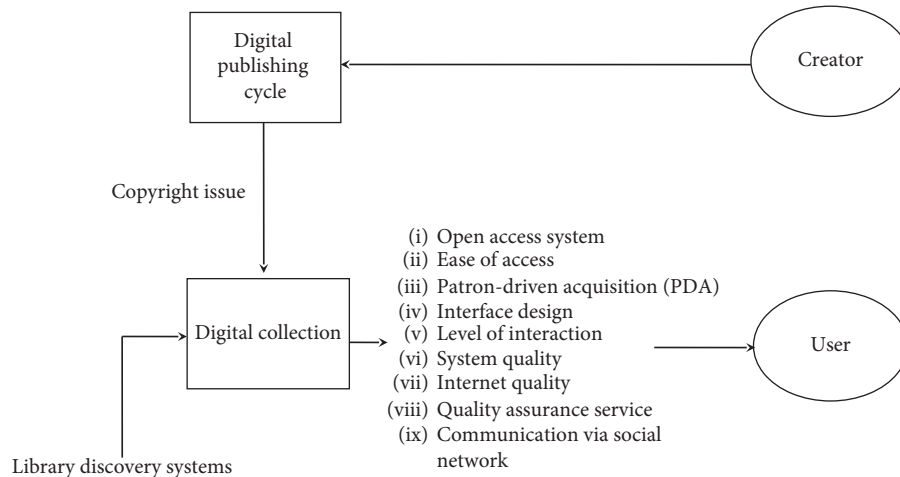 Digital
publishing
cycle
Creator
Copyright issue
(i) Open access system
(ii) Ease of access
(iii) Patron-driven acquisition (PDA)
(iv) Interface design
(v) Level of interaction
(vi) System quality
(vii) Internet quality
(viii) Quality assurance service
(ix) Communication via social
network
Digital collection
User
Library discovery systems